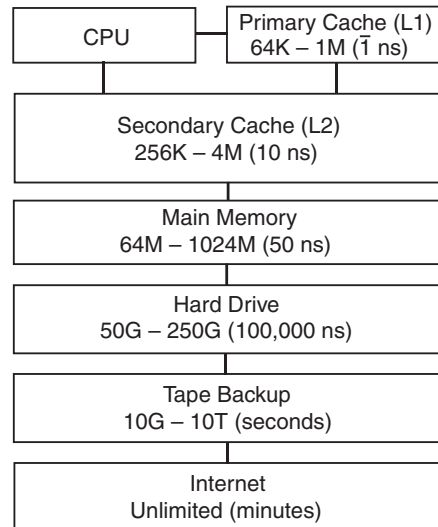 CPU
Primary Cache (L1)
64K – 1M (1̅ ns)
Secondary Cache (L2)
256K – 4M (10 ns)
Main Memory
64M – 1024M (50 ns)
Hard Drive
50G – 250G (100,000 ns)
Tape Backup
10G – 10T (seconds)
Internet
Unlimited (minutes)